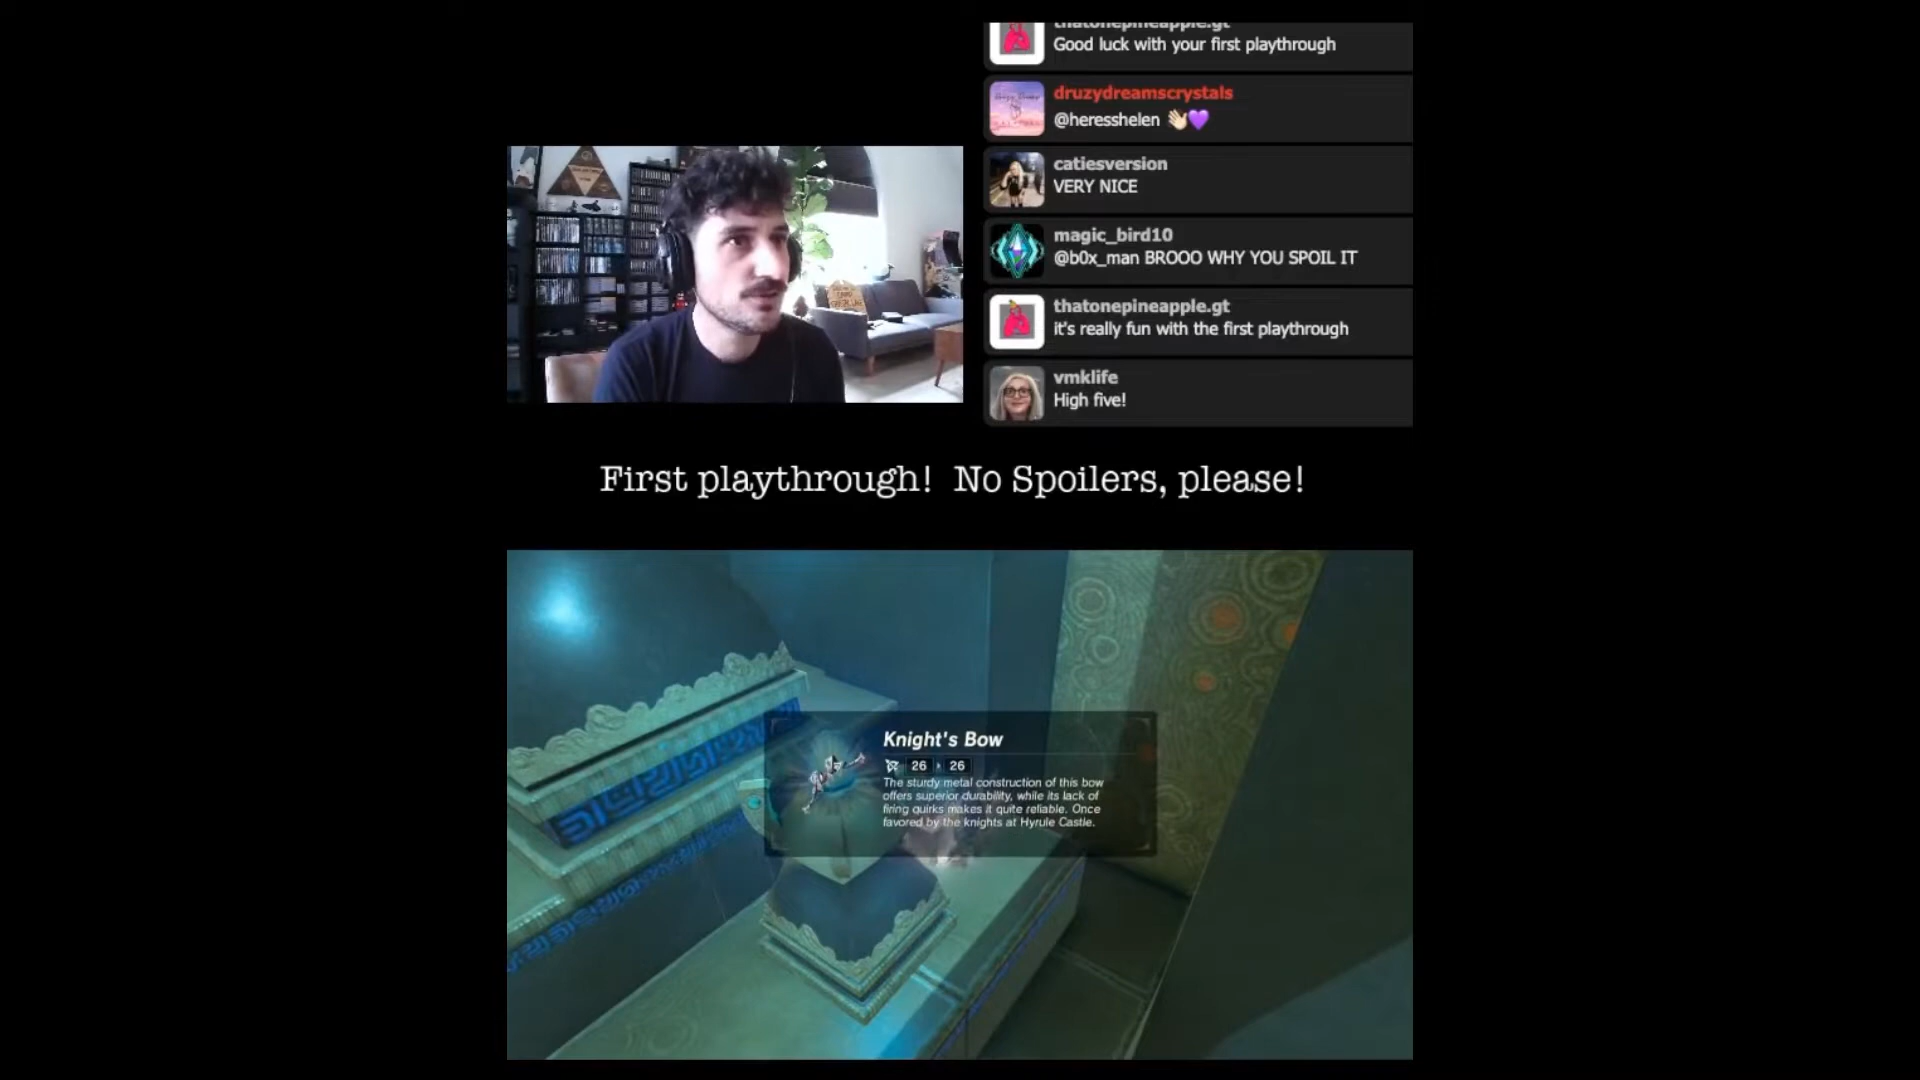 thatonepineapple.gt
Good luck with your first playthrough
druzydreamscrystals
@heresshelen 👋🏻💜
catiesversion
VERY NICE
magic_bird10
@b0x_man BROOO WHY YOU SPOIL IT
thatonepineapple.gt
it's really fun with the first playthrough
vmklife
High five!
First playthrough!  No Spoilers, please!
Knight's Bow
26 26
The sturdy metal construction of this bow
offers superior durability, while its lack of
firing quirks makes it quite reliable. Once
favored by the knights at Hyrule Castle.